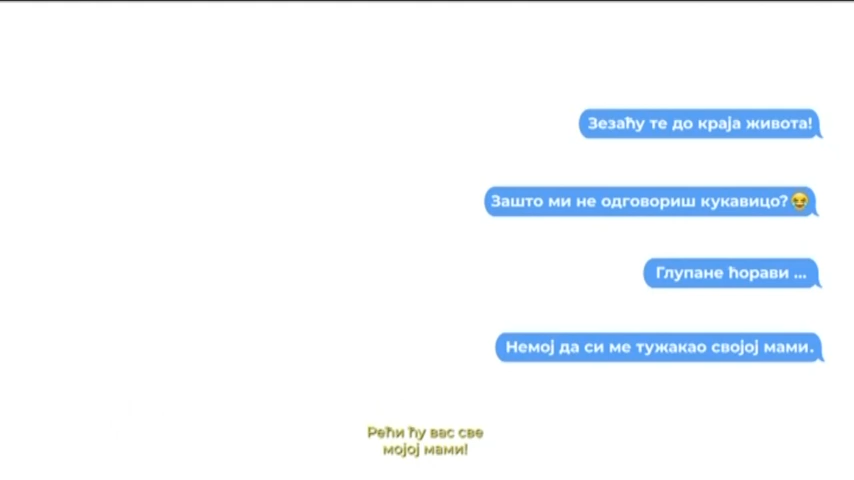 Зезаћу те до краја живота!
Зашто ми не одговориш кукавицо?😆
Глупане ћорави ...
Немој да си ме тужакао својој мами.
Рећи ћу вас све
мојој мами!